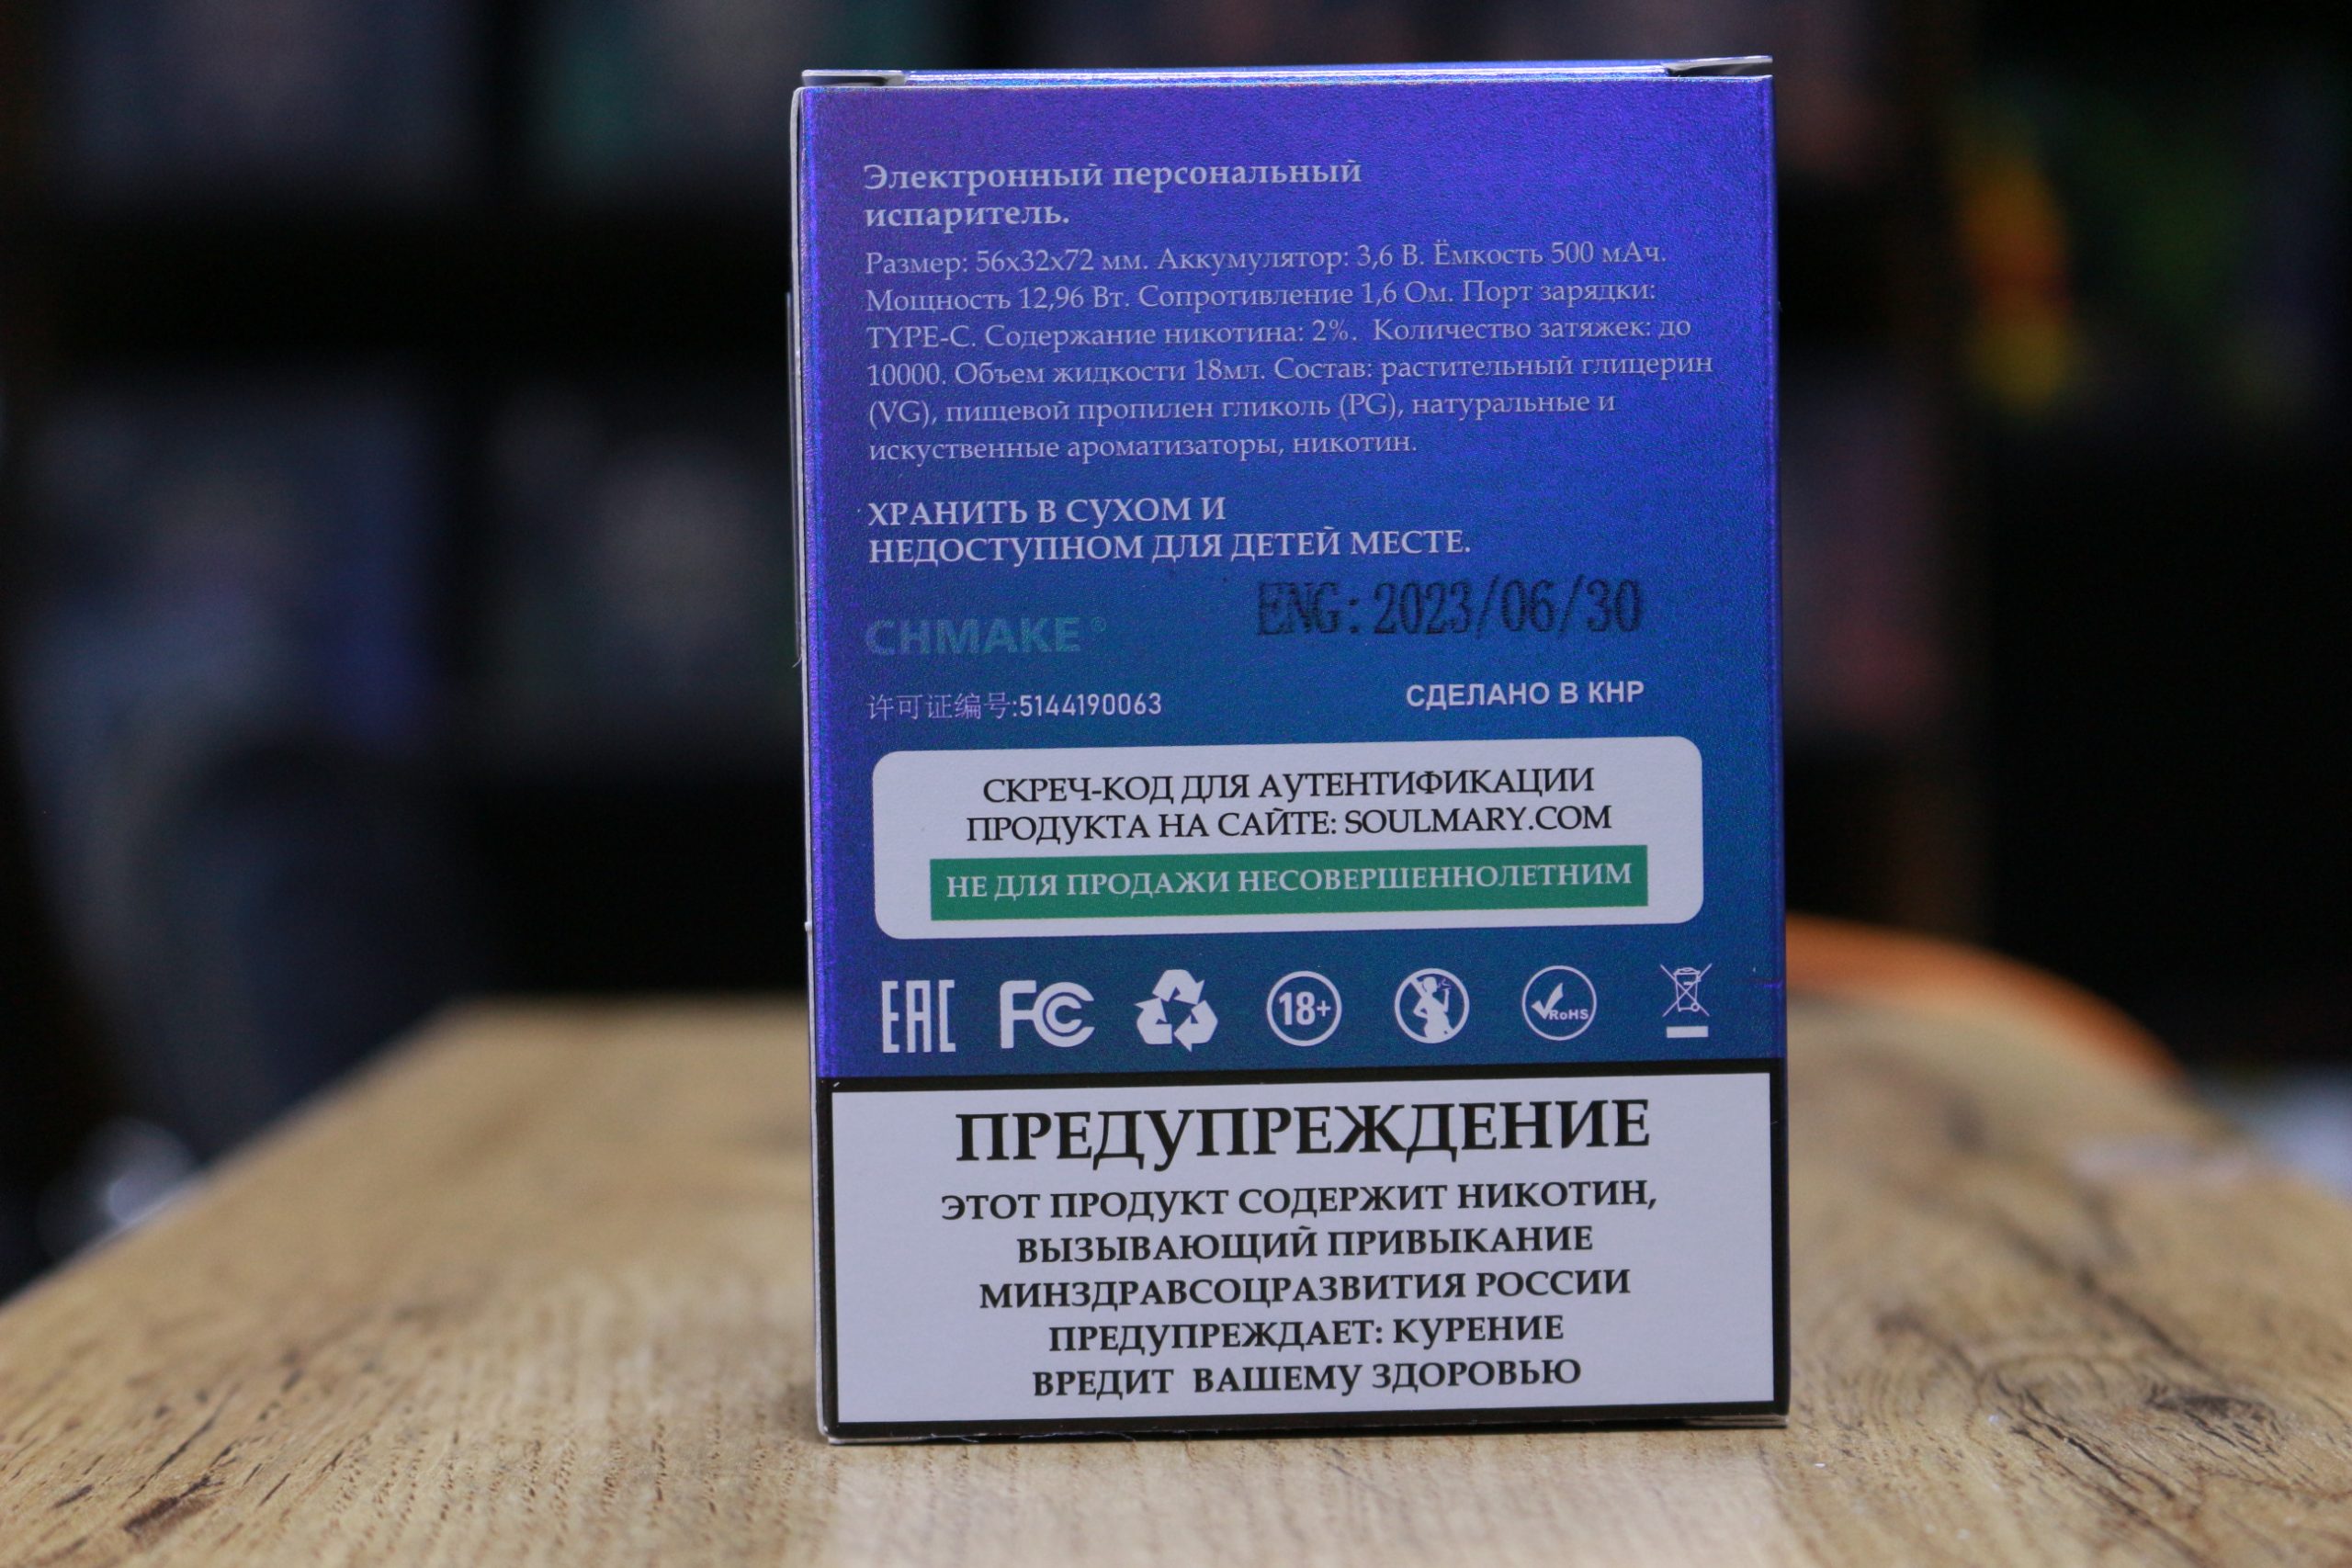 Электронный персональный
испаритель.
Размер: 56х32х72 мм. Аккумулятор: 3,6 В. Ёмкость 500 мАч.
Мощность 12,96 Вт. Сопротивление 1,6 Ом. Порт зарядки:
TYPE-C. Содержание никотина: 2%. Количество затяжек: до
10000. Объем жидкости 18мл. Состав: растительный глицерин
(VG), пищевой пропилен гликоль (PG), натуральные и
искуственные ароматизаторы, никотин.
ХРАНИТЬ В СУХОМ И
НЕДОСТУПНОМ ДЛЯ ДЕТЕЙ МЕСТЕ.
ENG: 2023/06/30
CHMAKE®
许可证编号:5144190063
СДЕЛАНО В КНР
СКРЕЧ-КОД ДЛЯ АУТЕНТИФИКАЦИИ
ПРОДУКТА НА САЙТЕ: SOULMARY.COM
НЕ ДЛЯ ПРОДАЖИ НЕСОВЕРШЕННОЛЕТНИМ
EAC FC 18+ RoHS
ПРЕДУПРЕЖДЕНИЕ
ЭТОТ ПРОДУКТ СОДЕРЖИТ НИКОТИН,
ВЫЗЫВАЮЩИЙ ПРИВЫКАНИЕ
МИНЗДРАВСОЦРАЗВИТИЯ РОССИИ
ПРЕДУПРЕЖДАЕТ: КУРЕНИЕ
ВРЕДИТ ВАШЕМУ ЗДОРОВЬЮ